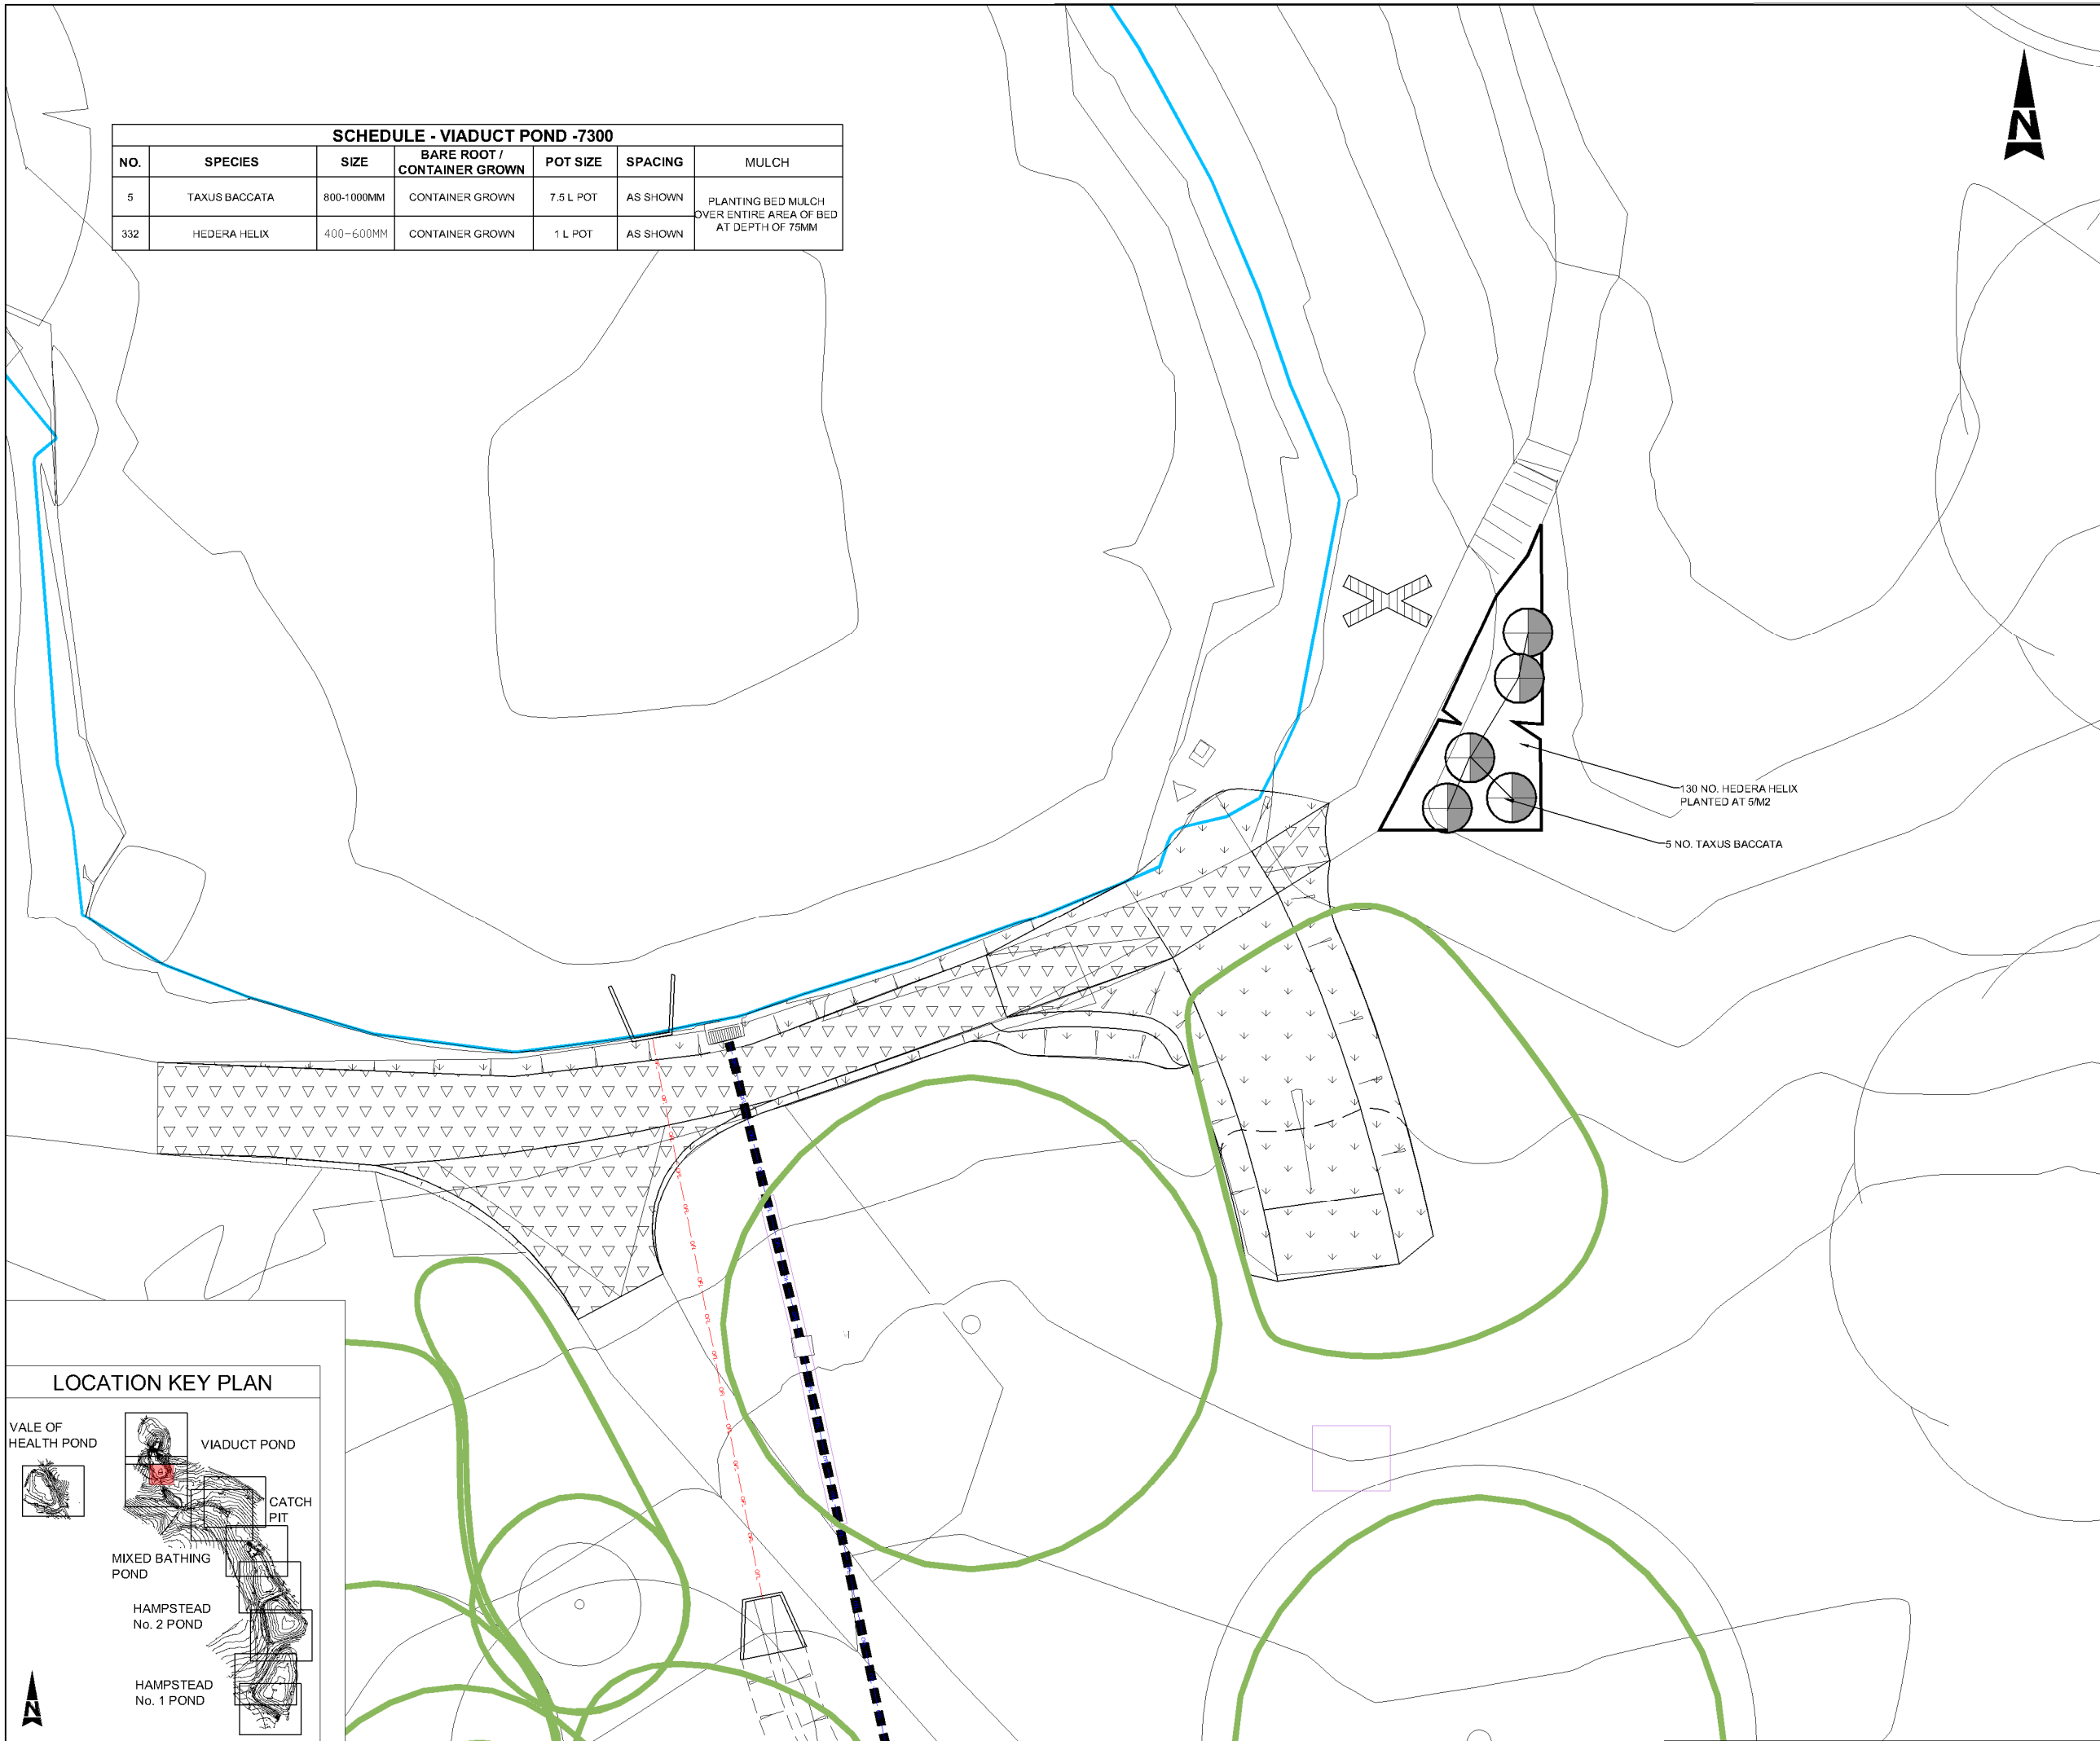 SCHEDULE - VIADUCT POND -7300
NO. SPECIES SIZE BARE ROOT / CONTAINER GROWN POT SIZE SPACING MULCH
5 TAXUS BACCATA 800-1000MM CONTAINER GROWN 7.5 L POT AS SHOWN
332 HEDERA HELIX 400-600MM CONTAINER GROWN 1 L POT AS SHOWN
PLANTING BED MULCH
OVER ENTIRE AREA OF BED
AT DEPTH OF 75MM
N
130 NO. HEDERA HELIX
PLANTED AT 5/M2
5 NO. TAXUS BACCATA
LOCATION KEY PLAN
VALE OF
HEALTH POND
VIADUCT POND
CATCH
PIT
MIXED BATHING
POND
HAMPSTEAD
No. 2 POND
HAMPSTEAD
No. 1 POND
N